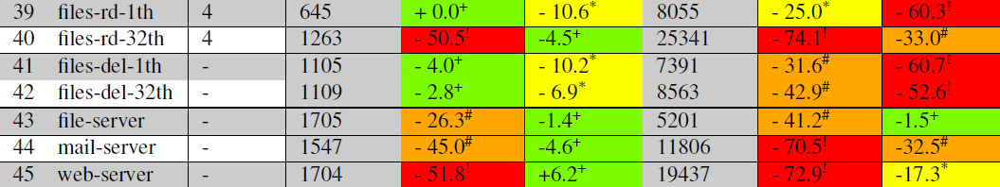 39 files-rd-1th 4 645 + 0.0+ - 10.6* 8055 - 25.0* - 60.3!
40 files-rd-32th 4 1263 - 50.5! -4.5+ 25341 - 74.1! -33.0#
41 files-del-1th - 1105 - 4.0+ - 10.2* 7391 - 31.6# - 60.7!
42 files-del-32th - 1109 - 2.8+ - 6.9* 8563 - 42.9# - 52.6!
43 file-server - 1705 - 26.3# -1.4+ 5201 - 41.2# -1.5+
44 mail-server - 1547 - 45.0# -4.6+ 11806 - 70.5! -32.5#
45 web-server - 1704 - 51.8! +6.2+ 19437 - 72.9! -17.3*